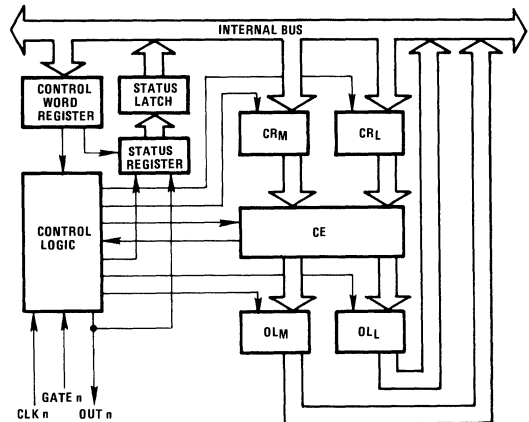 INTERNAL BUS
CONTROL
WORD
REGISTER
STATUS
LATCH
STATUS
REGISTER
CRM
CRL
CONTROL
LOGIC
CE
OLM
OLL
CLK n
GATE n
OUT n